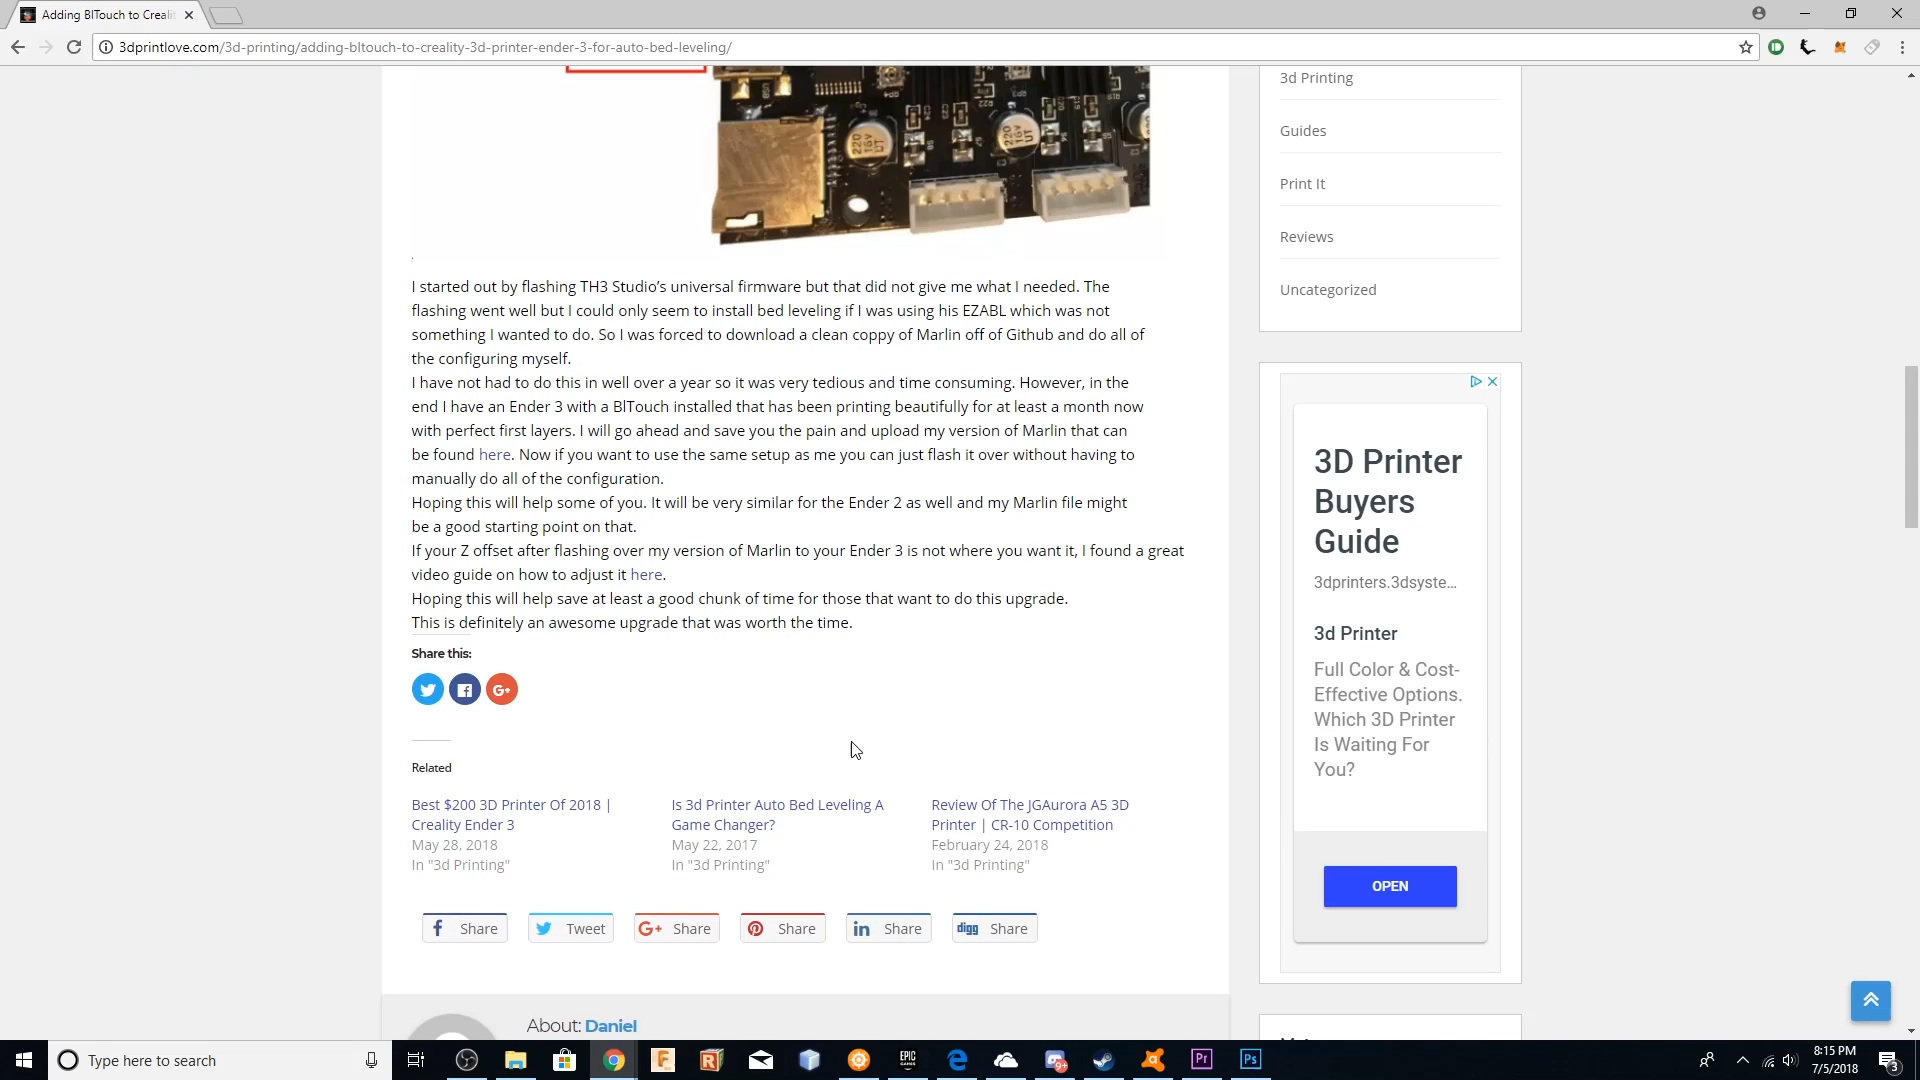 Adding BlTouch to Creali
3dprintlove.com/3d-printing/adding-bltouch-to-creality-3d-printer-ender-3-for-auto-bed-leveling/
220
16V
UT
220
16V
UT
I started out by flashing TH3 Studio’s universal firmware but that did not give me what I needed. The
flashing went well but I could only seem to install bed leveling if I was using his EZABL which was not
something I wanted to do. So I was forced to download a clean coppy of Marlin off of Github and do all of
the configuring myself.
I have not had to do this in well over a year so it was very tedious and time consuming. However, in the
end I have an Ender 3 with a BlTouch installed that has been printing beautifully for at least a month now
with perfect first layers. I will go ahead and save you the pain and upload my version of Marlin that can
be found here. Now if you want to use the same setup as me you can just flash it over without having to
manually do all of the configuration.
Hoping this will help some of you. It will be very similar for the Ender 2 as well and my Marlin file might
be a good starting point on that.
If your Z offset after flashing over my version of Marlin to your Ender 3 is not where you want it, I found a great
video guide on how to adjust it here.
Hoping this will help save at least a good chunk of time for those that want to do this upgrade.
This is definitely an awesome upgrade that was worth the time.
Share this:
Related
Best $200 3D Printer Of 2018 |
Creality Ender 3
May 28, 2018
In "3d Printing"
Is 3d Printer Auto Bed Leveling A
Game Changer?
May 22, 2017
In "3d Printing"
Review Of The JGAurora A5 3D
Printer | CR-10 Competition
February 24, 2018
In "3d Printing"
Share
Tweet
G+ Share
Share
in Share
digg Share
About: Daniel
3d Printing
Guides
Print It
Reviews
Uncategorized
3D Printer
Buyers
Guide
3dprinters.3dsyste...
3d Printer
Full Color & Cost-
Effective Options.
Which 3D Printer
Is Waiting For
You?
OPEN
Type here to search
8:15 PM
7/5/2018